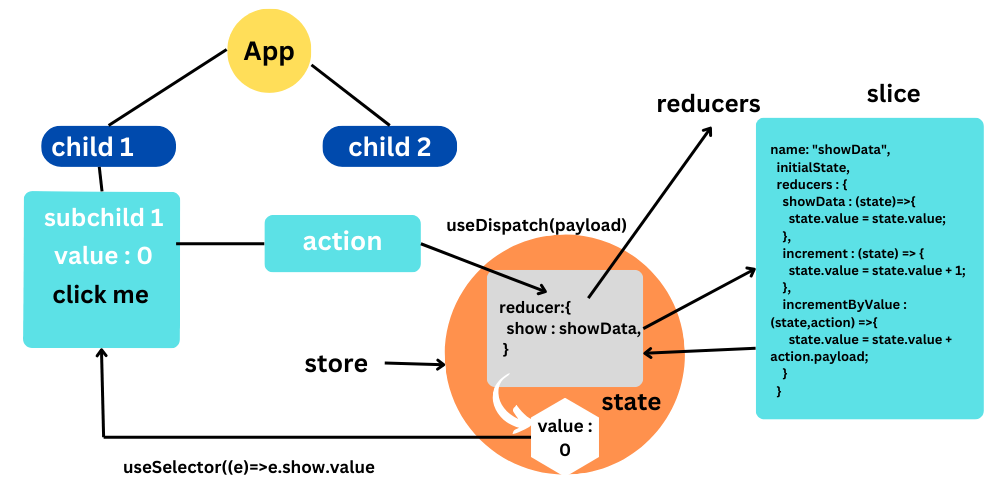 App
child 1
child 2
subchild 1
value : 0
click me
action
useDispatch(payload)
reducers
slice
name: "showData",
initialState,
reducers : {
showData : (state)=>{
state.value = state.value;
},
increment : (state) => {
state.value = state.value + 1;
},
incrementByValue :
(state,action) =>{
state.value = state.value +
action.payload;
}
}
reducer:{
show : showData,
}
store
state
value :
0
useSelector((e)=>e.show.value